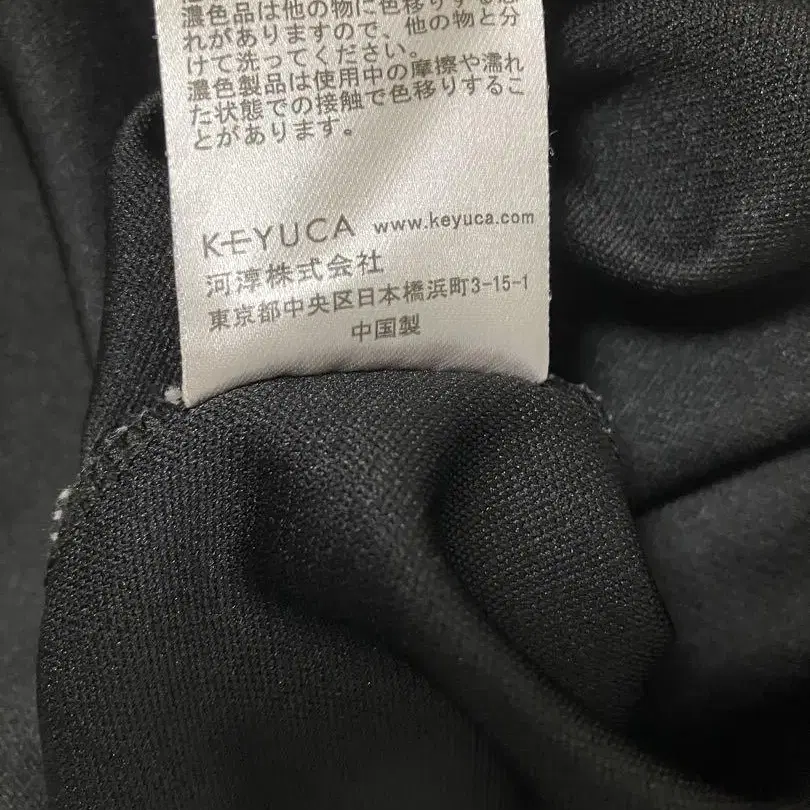 濃色品は他の物に色移りする恐
れがありますので、他の物と分
けて洗ってください。
濃色製品は使用中の摩擦や濡れ
た状態での接触で色移りするこ
とがあります。
KEYUCA www.keyuca.com
河淳株式会社
東京都中央区日本橋浜町3-15-1
中国製